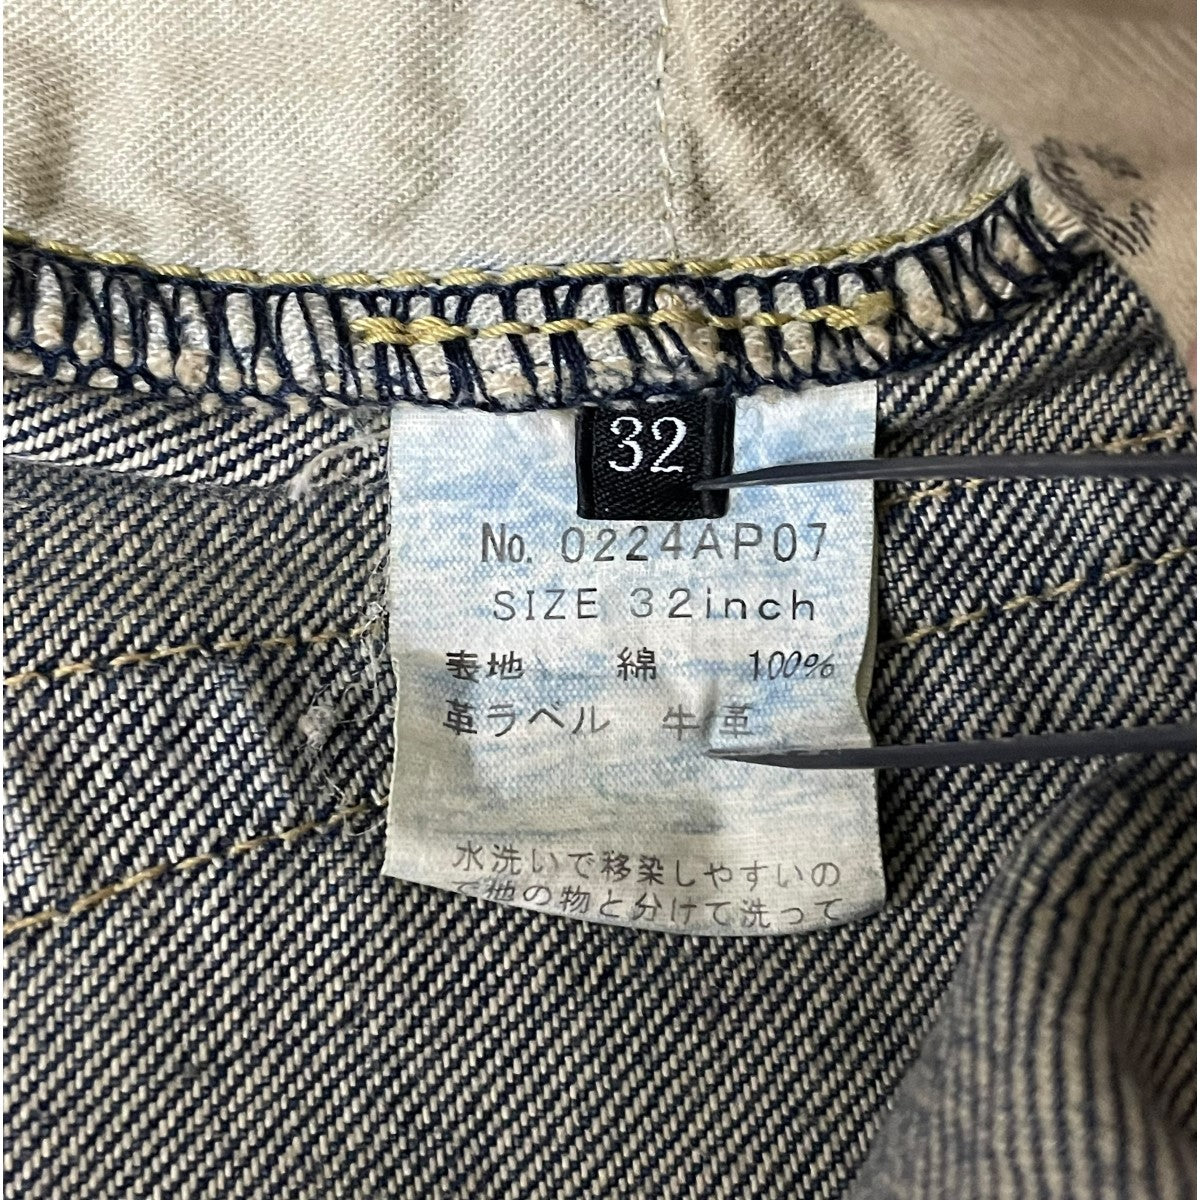 32
No. 0224AP07
SIZE 32inch
表地 綿 100%
革ラベル 牛革
水洗いで移染しやすいの
で他の物と分けて洗って